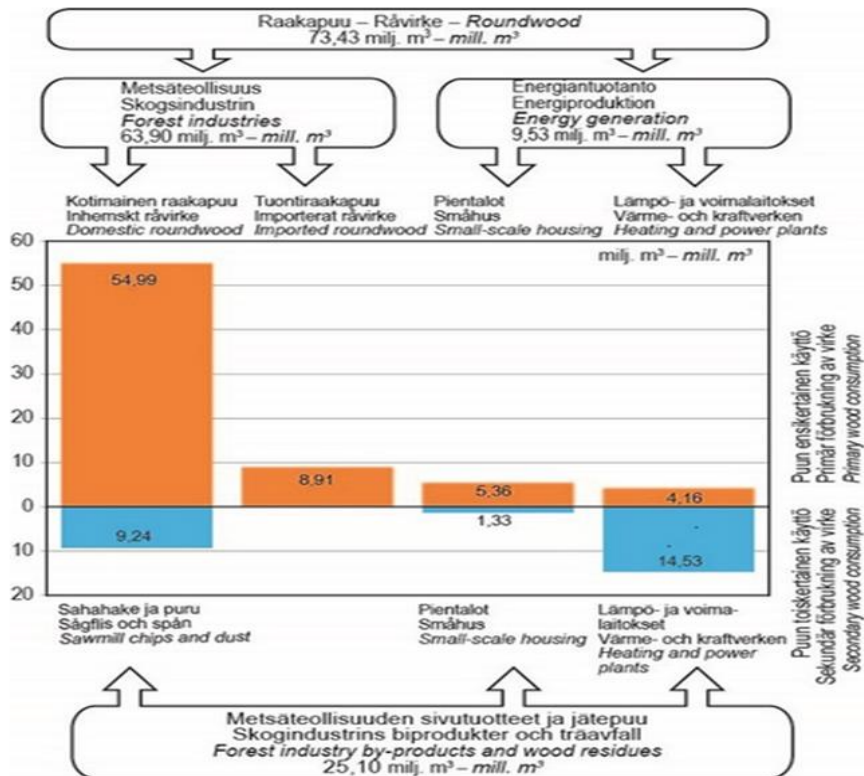 Raakapuu – Råvirke – Roundwood
73,43 milj. m³ – mill. m³
Metsäteollisuus
Skogsindustrin
Forest industries
63,90 milj. m³ – mill. m³
Energiantuotanto
Energiproduktion
Energy generation
9,53 milj. m³ – mill. m³
Kotimainen raakapuu
Inhemskt råvirke
Domestic roundwood
Tuontiraakapuu
Importerat råvirke
Imported roundwood
Pientalot
Småhus
Small-scale housing
Lämpö- ja voimalaitokset
Värme- och kraftverken
Heating and power plants
milj. m³ – mill. m³
60
50
40
30
20
10
0
10
20
54,99
8,91
5,36
4,16
9,24
1,33
14,53
Puun ensikertainen käyttö
Primär förbrukning av virke
Primary wood consumption
Puun toiskertainen käyttö
Sekundär förbrukning av virke
Secondary wood consumption
Sahahake ja puru
Sågflis och spån
Sawmill chips and dust
Pientalot
Småhus
Small-scale housing
Lämpö- ja voima-
laitokset
Värme- och kraftverken
Heating and power
plants
Metsäteollisuuden sivutuotteet ja jätepuu
Skogindustrins biprodukter och träavfall
Forest industry by-products and wood residues
25,10 milj. m³ – mill. m³